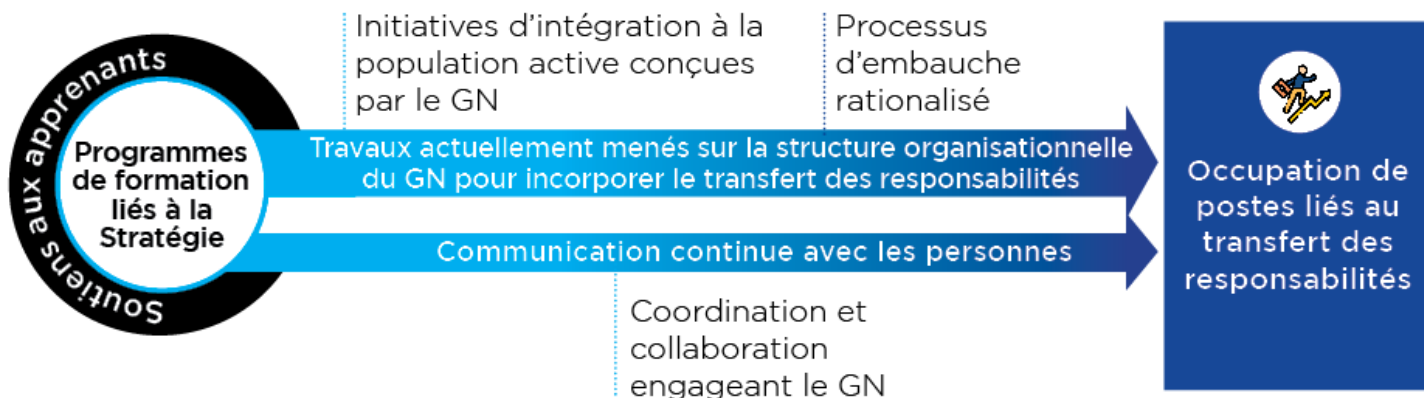 Soutiens aux apprenants
Programmes
de formation
liés à la
Stratégie
Initiatives d’intégration à la
population active conçues
par le GN
Processus
d’embauche
rationalisé
Travaux actuellement menés sur la structure organisationnelle
du GN pour incorporer le transfert des responsabilités
Communication continue avec les personnes
Coordination et
collaboration
engageant le GN
Occupation de
postes liés au
transfert des
responsabilités